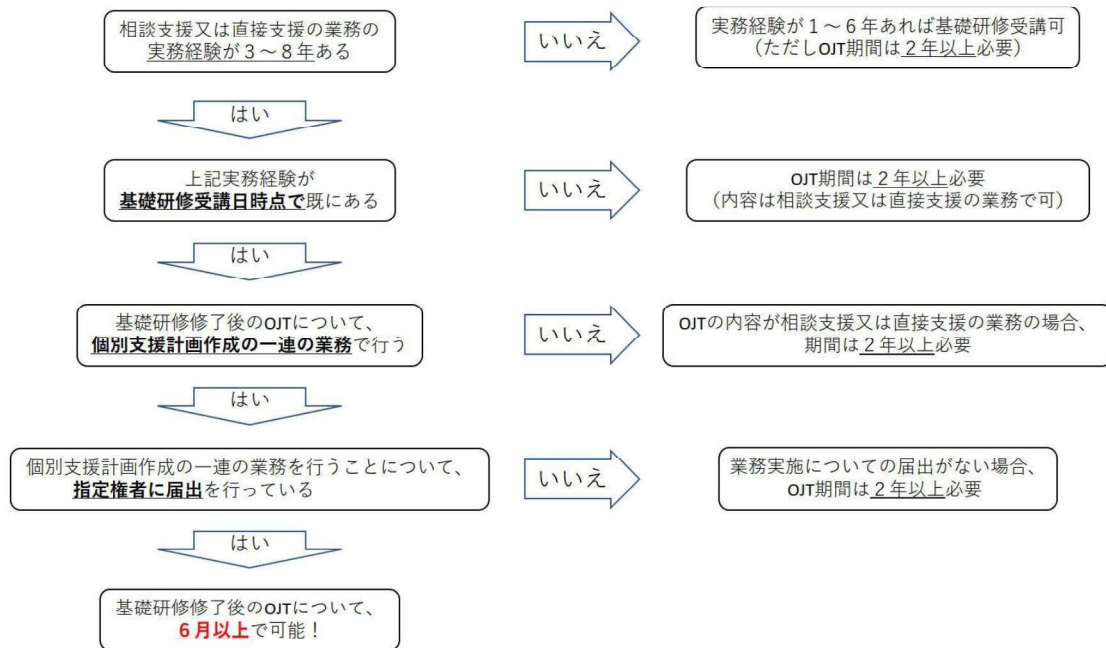 相談支援又は直接支援の業務の
実務経験が３～８年ある
いいえ
実務経験が１～６年あれば基礎研修受講可
（ただしOJT期間は２年以上必要）
はい
上記実務経験が
基礎研修受講日時点で既にある
いいえ
OJT期間は２年以上必要
（内容は相談支援又は直接支援の業務で可）
はい
基礎研修修了後のOJTについて、
個別支援計画作成の一連の業務で行う
いいえ
OJTの内容が相談支援又は直接支援の業務の場合、
期間は２年以上必要
はい
個別支援計画作成の一連の業務を行うことについて、
指定権者に届出を行っている
いいえ
業務実施についての届出がない場合、
OJT期間は２年以上必要
はい
基礎研修修了後のOJTについて、
６月以上で可能！